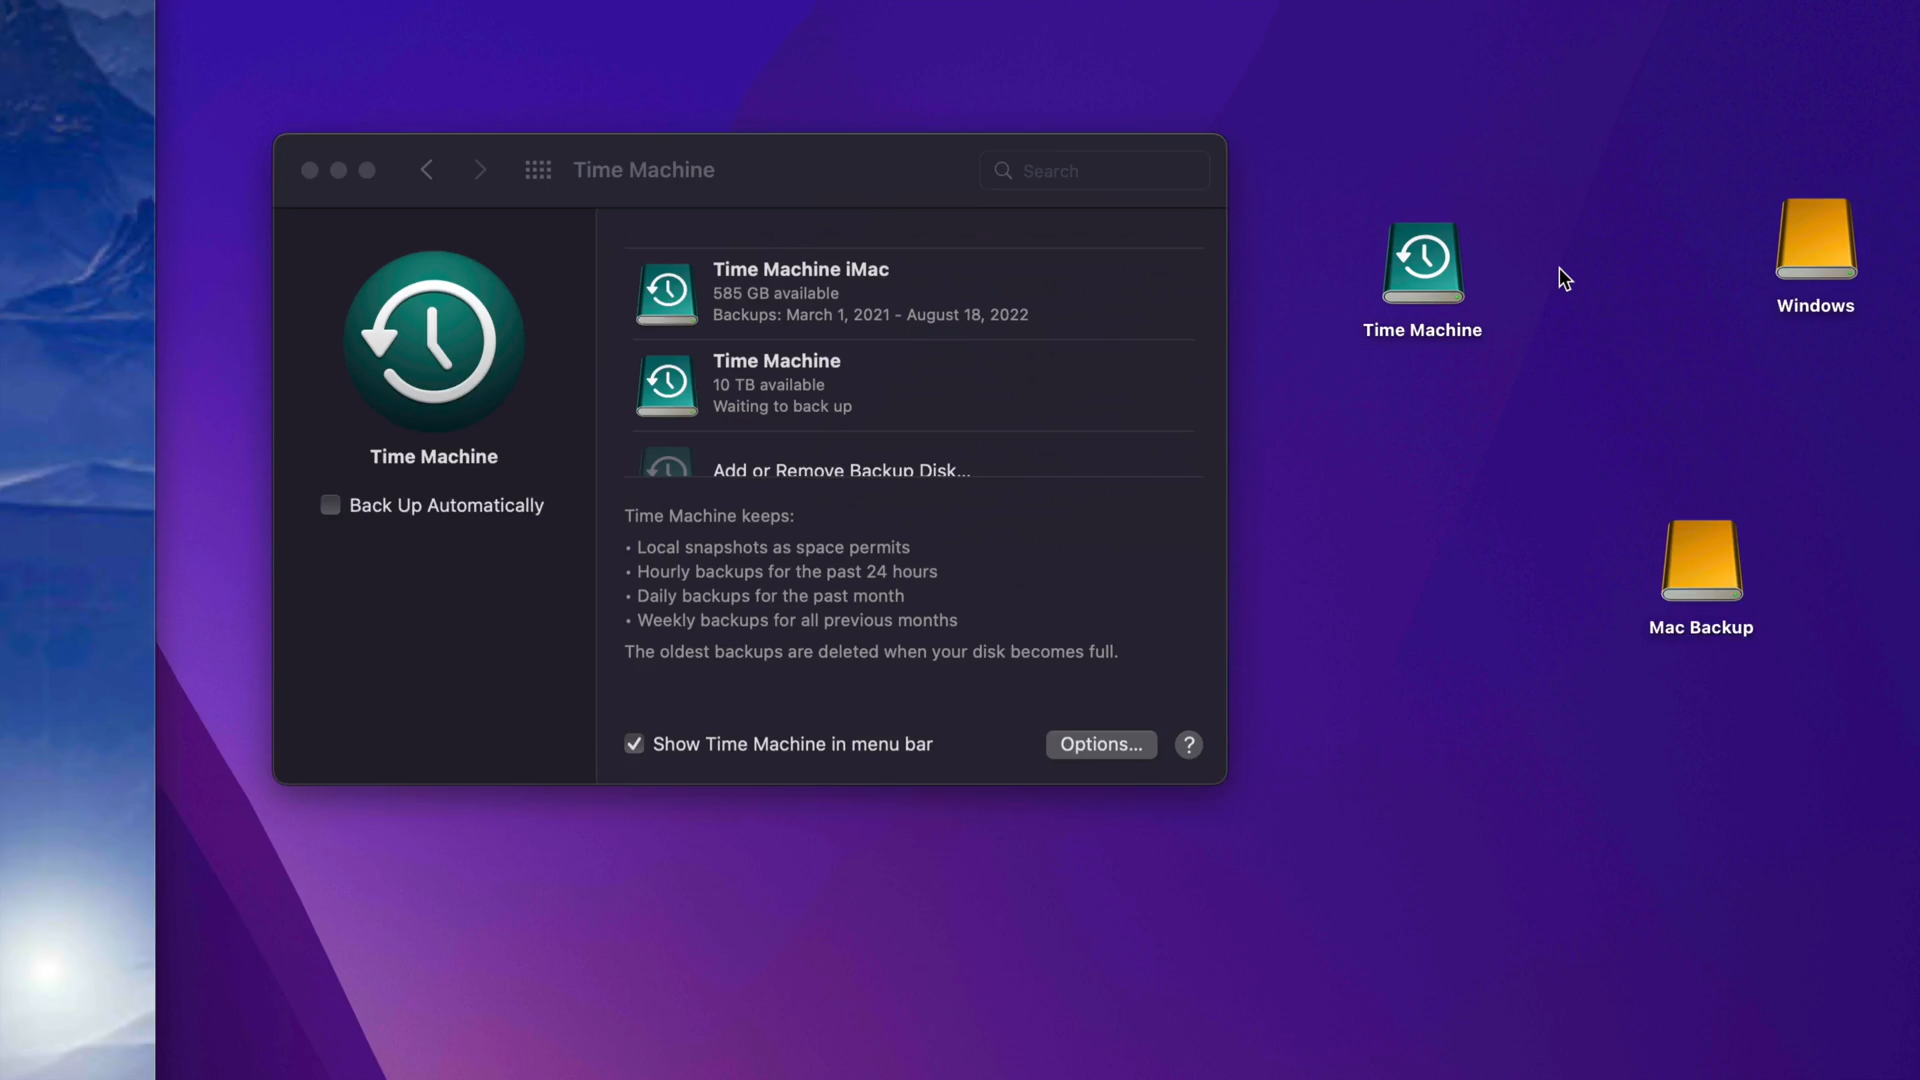 Time Machine
Search
Time Machine iMac
585 GB available
Backups: March 1, 2021 - August 18, 2022
Time Machine
10 TB available
Waiting to back up
Add or Remove Backup Disk...
Time Machine
Back Up Automatically
Time Machine keeps:
• Local snapshots as space permits
• Hourly backups for the past 24 hours
• Daily backups for the past month
• Weekly backups for all previous months
The oldest backups are deleted when your disk becomes full.
Show Time Machine in menu bar
Options...
?
Time Machine
Windows
Mac Backup